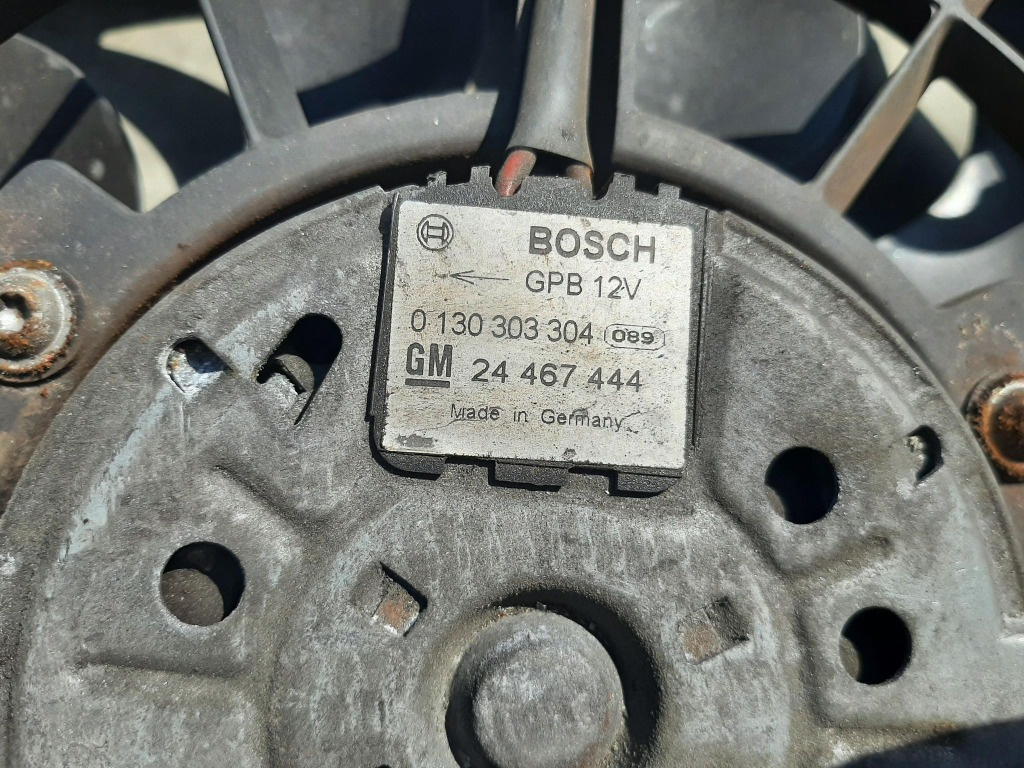 BOSCH
GPB 12V
0 130 303 304 089
GM 24 467 444
Made in Germany